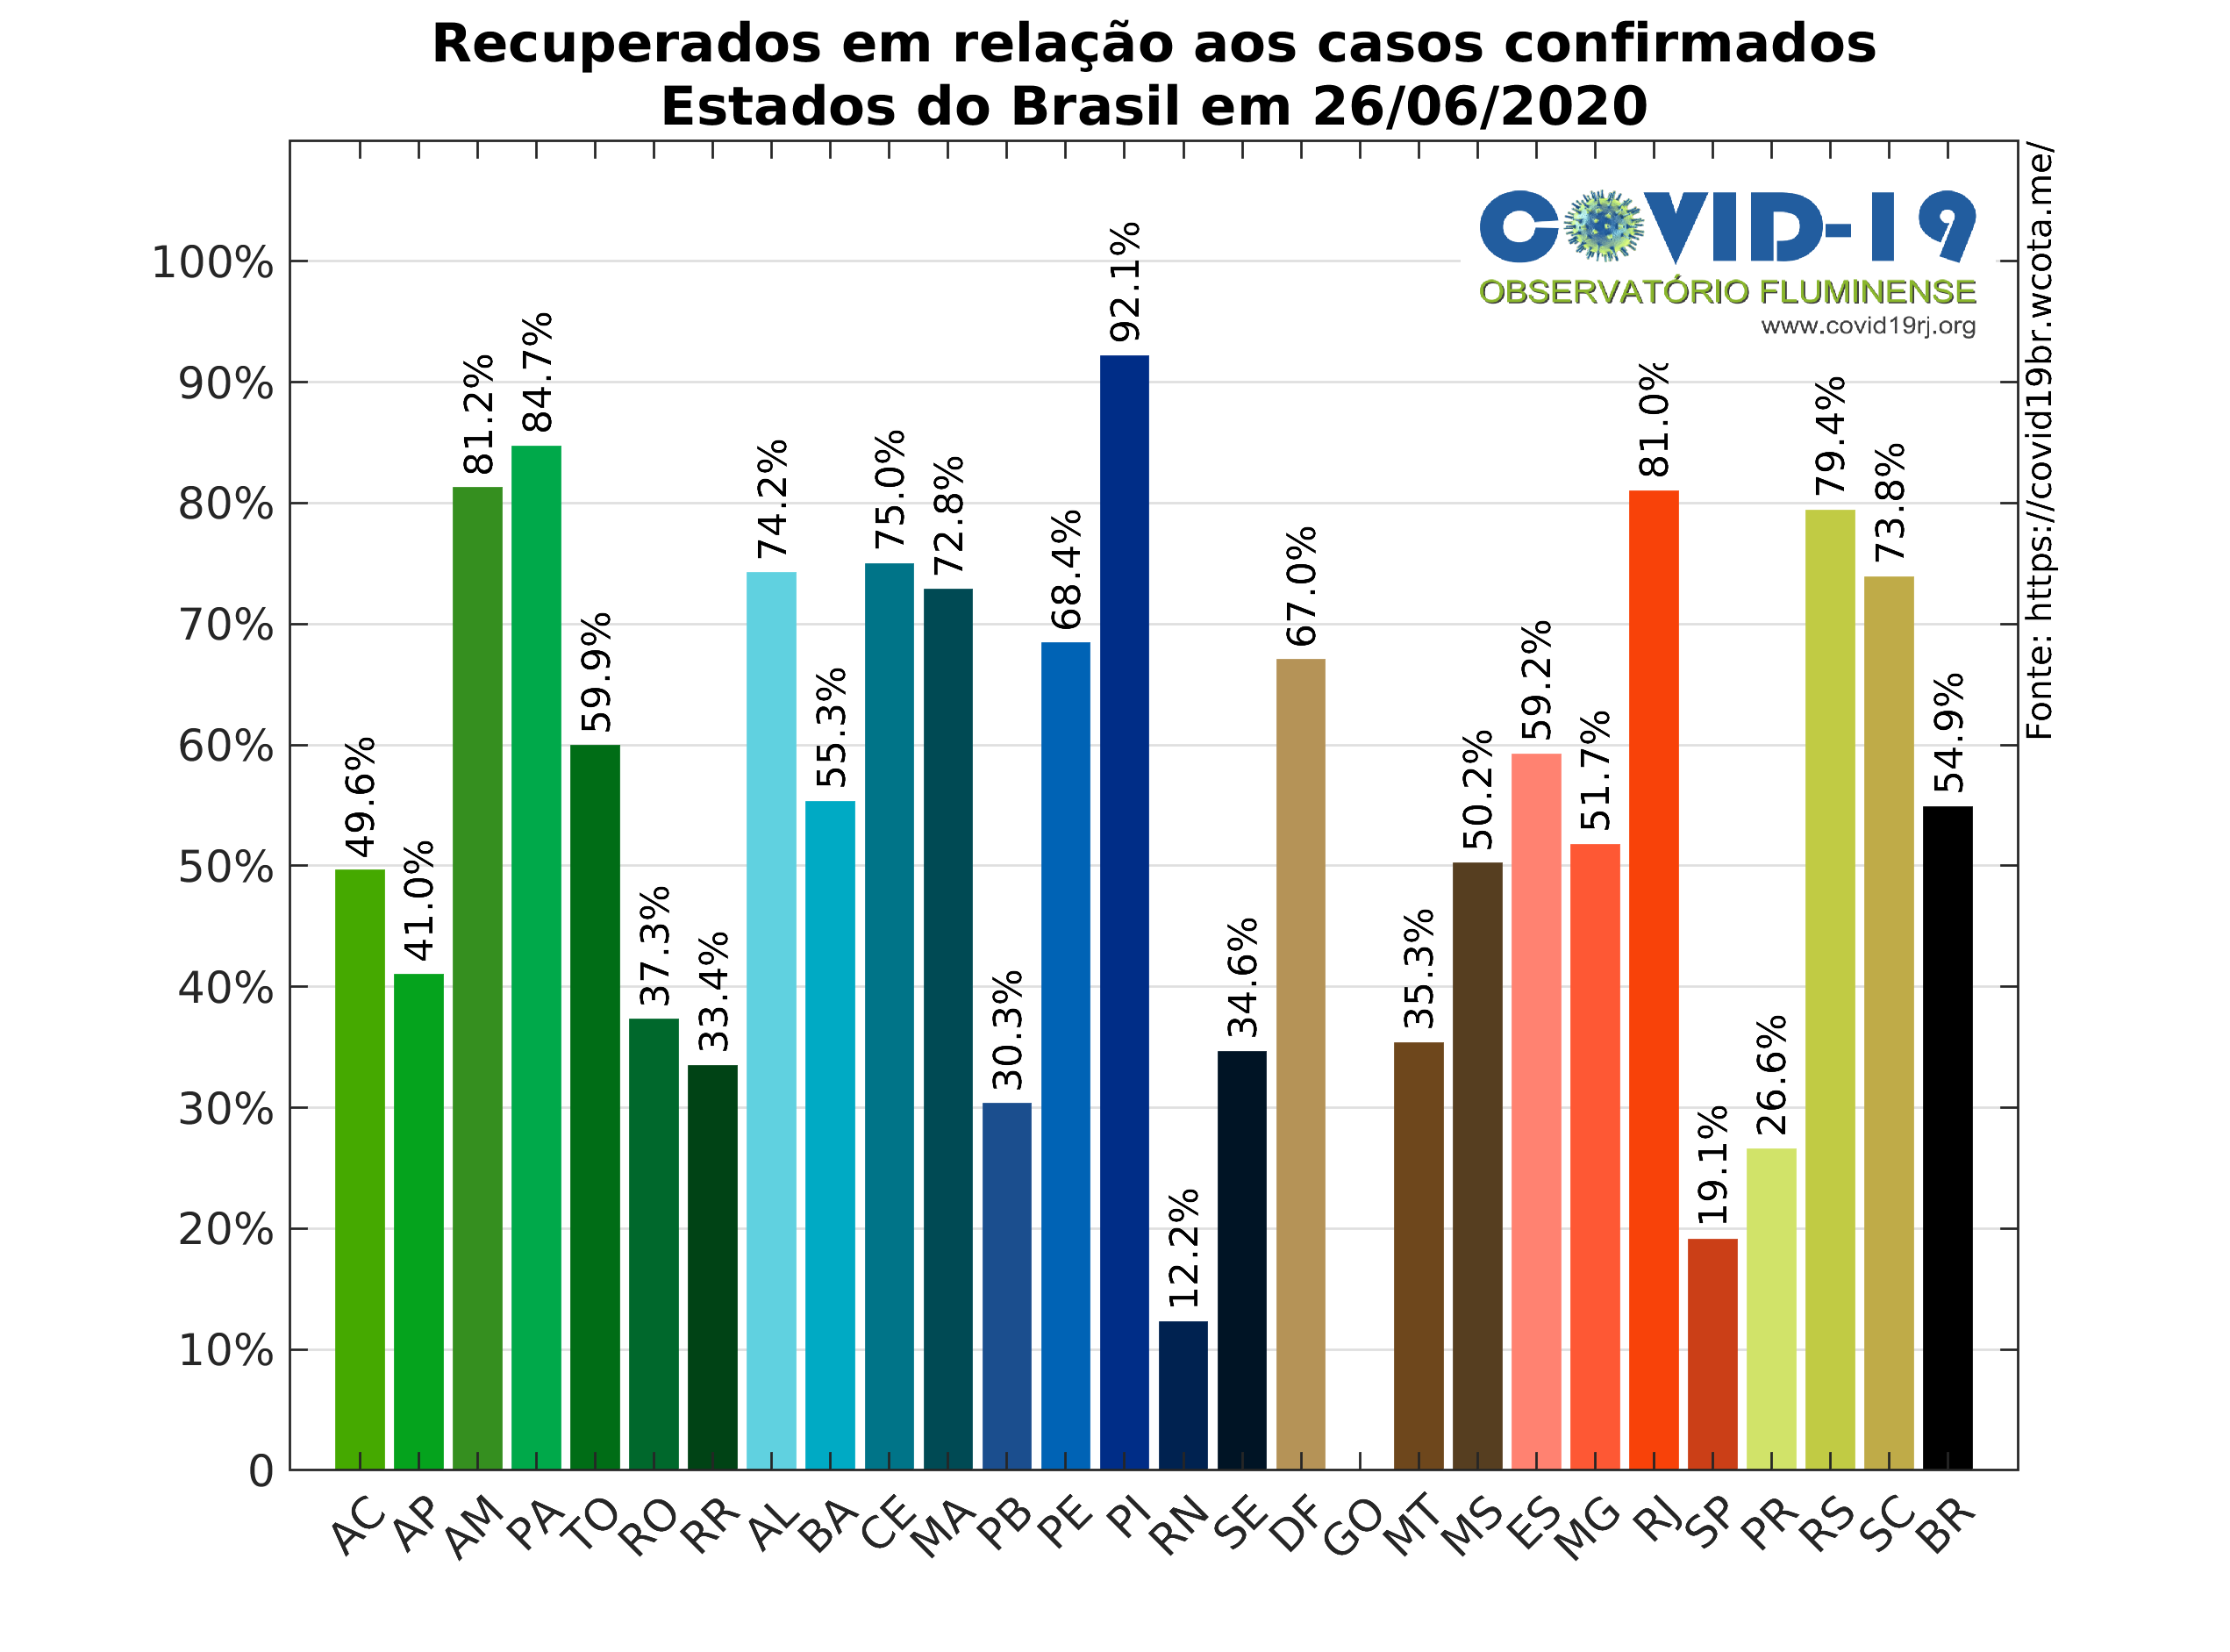 Recuperados em relação aos casos confirmados
Estados do Brasil em 26/06/2020
COVID-19
OBSERVATÓRIO FLUMINENSE
www.covid19rj.org
Fonte: https://covid19br.wcota.me/
100%
90%
80%
70%
60%
50%
40%
30%
20%
10%
0
49.6%
41.0%
81.2%
84.7%
59.9%
37.3%
33.4%
74.2%
55.3%
75.0%
72.8%
30.3%
68.4%
92.1%
12.2%
34.6%
67.0%
35.3%
50.2%
59.2%
51.7%
81.0%
19.1%
26.6%
79.4%
73.8%
54.9%
AC
AP
AM
PA
TO
RO
RR
AL
BA
CE
MA
PB
PE
PI
RN
SE
DF
GO
MT
MS
ES
MG
RJ
SP
PR
RS
SC
BR